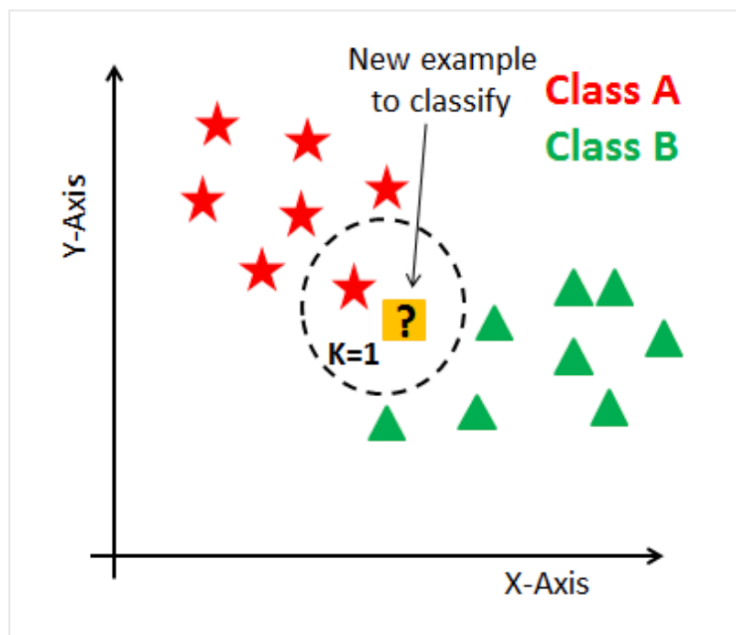 New example
to classify
Class A
Class B
Y-Axis
?
K=1
X-Axis